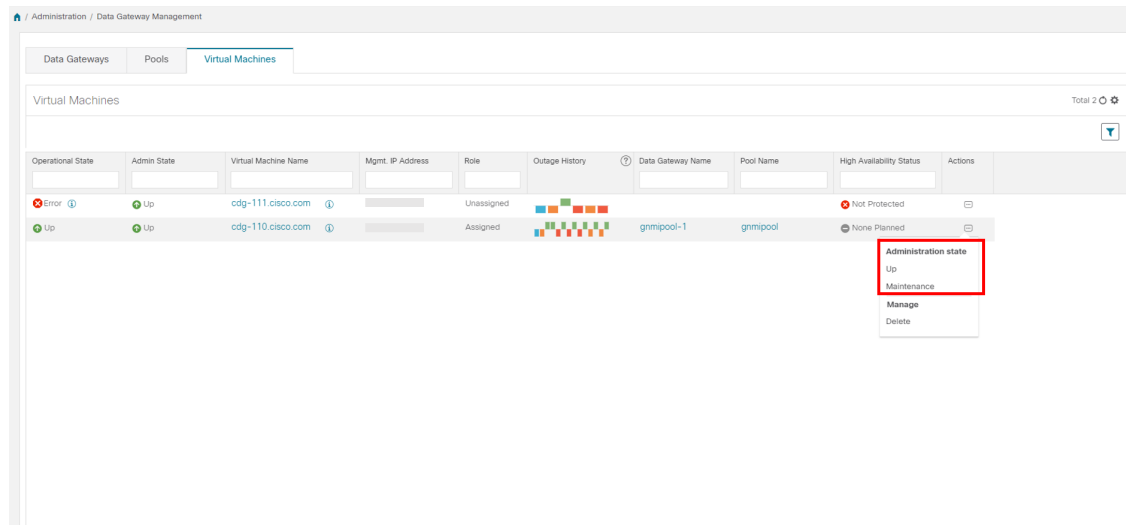 / Administration / Data Gateway Management
Data Gateways Pools Virtual Machines
Virtual Machines Total 2
Operational State Admin State Virtual Machine Name Mgmt. IP Address Role Outage History ? Data Gateway Name Pool Name High Availability Status Actions
Error i Up cdg-111.cisco.com i Unassigned Not Protected
Up Up cdg-110.cisco.com i Assigned gnmipool-1 gnmipool None Planned
Administration state
Up
Maintenance
Manage
Delete